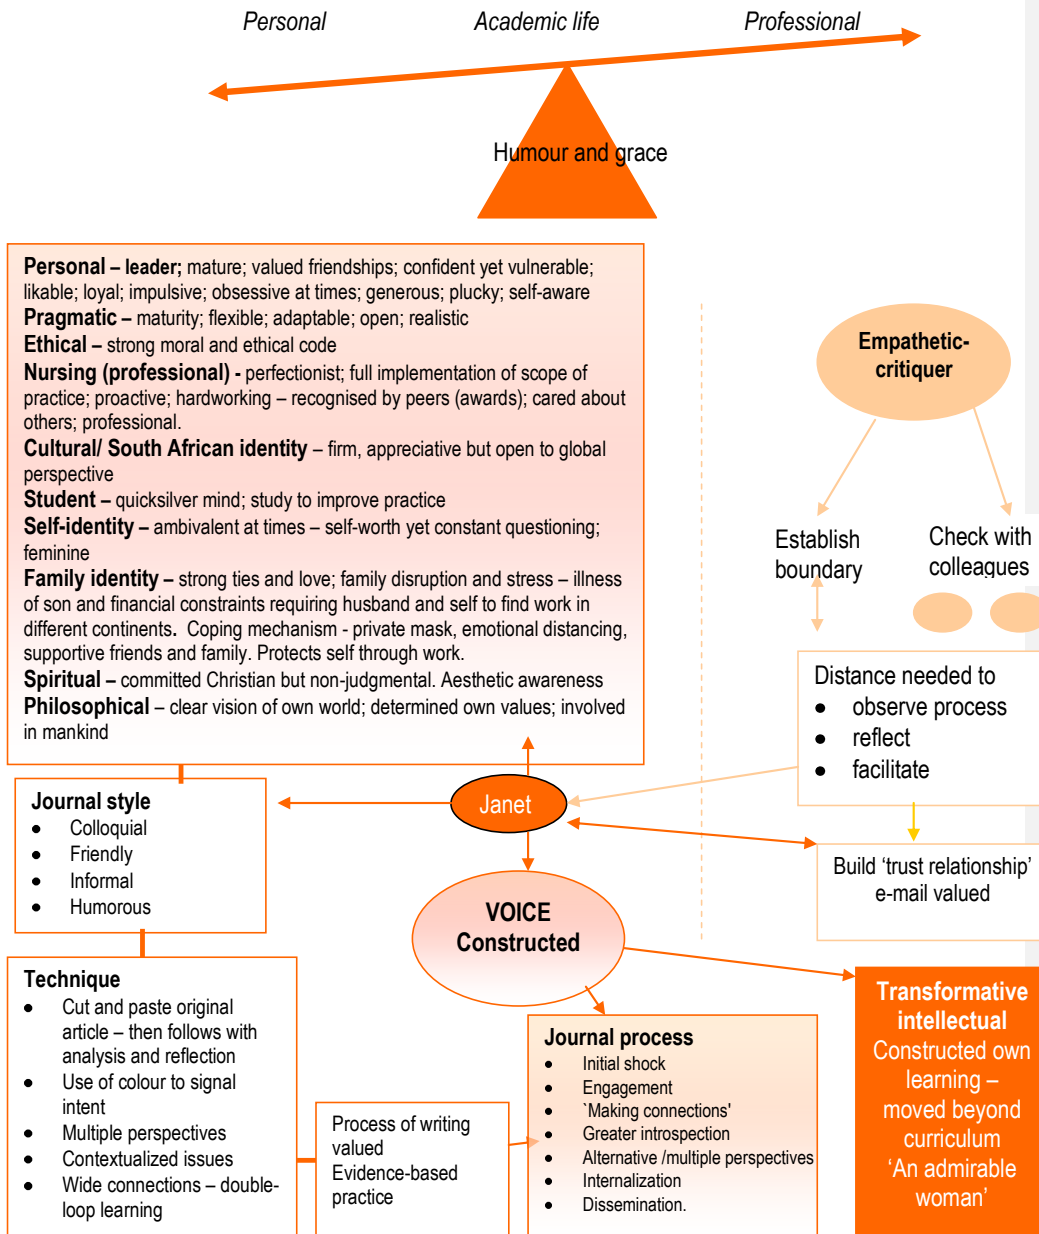 Personal Academic life Professional
Humour and grace
Personal – leader; mature; valued friendships; confident yet vulnerable;
likable; loyal; impulsive; obsessive at times; generous; plucky; self-aware
Pragmatic – maturity; flexible; adaptable; open; realistic
Ethical – strong moral and ethical code
Nursing (professional) - perfectionist; full implementation of scope of
practice; proactive; hardworking – recognised by peers (awards); cared about
others; professional.
Cultural/ South African identity – firm, appreciative but open to global
perspective
Student – quicksilver mind; study to improve practice
Self-identity – ambivalent at times – self-worth yet constant questioning;
feminine
Family identity – strong ties and love; family disruption and stress – illness
of son and financial constraints requiring husband and self to find work in
different continents. Coping mechanism - private mask, emotional distancing,
supportive friends and family. Protects self through work.
Spiritual – committed Christian but non-judgmental. Aesthetic awareness
Philosophical – clear vision of own world; determined own values; involved
in mankind
Empathetic-
critiquer
Establish
boundary
Check with
colleagues
Distance needed to
• observe process
• reflect
• facilitate
Janet
Build ‘trust relationship’
e-mail valued
Journal style
• Colloquial
• Friendly
• Informal
• Humorous
VOICE
Constructed
Technique
• Cut and paste original
article – then follows with
analysis and reflection
• Use of colour to signal
intent
• Multiple perspectives
• Contextualized issues
• Wide connections – double-
loop learning
Process of writing
valued
Evidence-based
practice
Journal process
• Initial shock
• Engagement
• `Making connections'
• Greater introspection
• Alternative /multiple perspectives
• Internalization
• Dissemination.
Transformative
intellectual
Constructed own
learning –
moved beyond
curriculum
‘An admirable
woman’